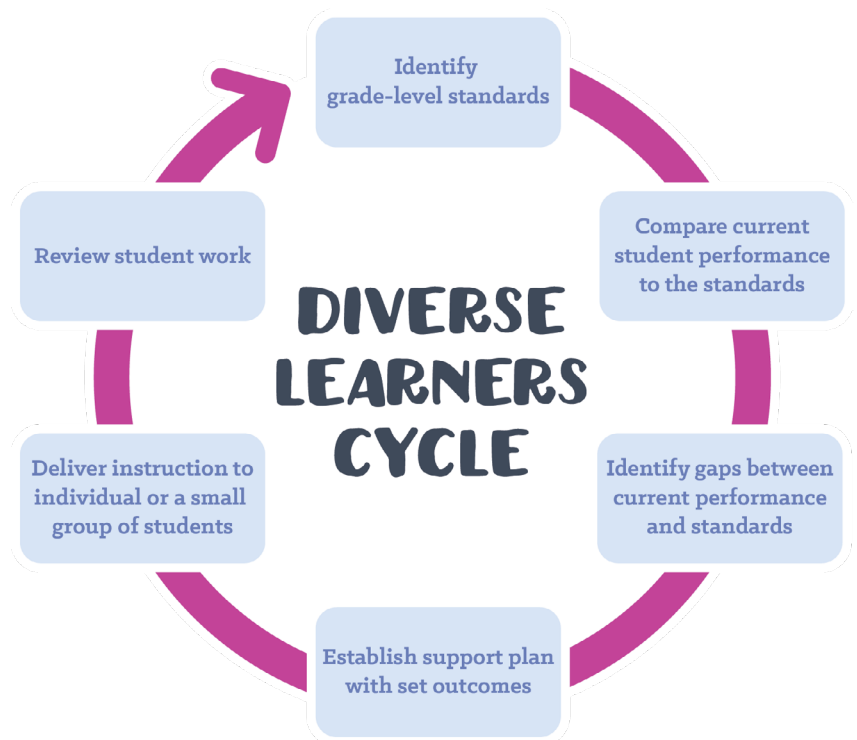 Identify
grade-level standards
Compare current
student performance
to the standards
Identify gaps between
current performance
and standards
Establish support plan
with set outcomes
Deliver instruction to
individual or a small
group of students
Review student work
DIVERSE
LEARNERS
CYCLE